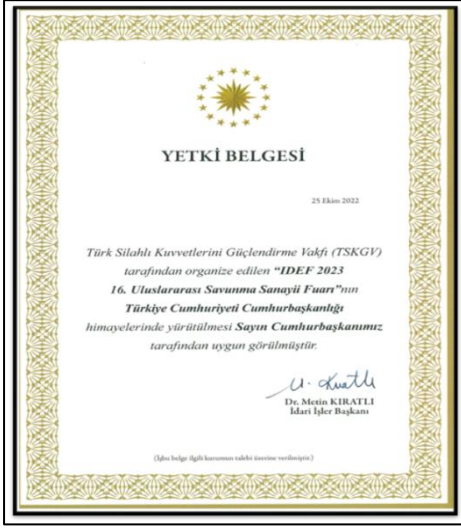 YETKİ BELGESİ
25 Ekim 2022
Türk Silahlı Kuvvetlerini Güçlendirme Vakfı (TSKGV)
tarafından organize edilen “IDEF 2023
16. Uluslararası Savunma Sanayii Fuarı”nın
Türkiye Cumhuriyeti Cumhurbaşkanlığı
himayelerinde yürütülmesi Sayın Cumhurbaşkanımız
tarafından uygun görülmüştür.
Dr. Metin KIRATLI
İdari İşler Başkanı
(İşbu belge ilgili kurumun talebi üzerine verilmiştir.)